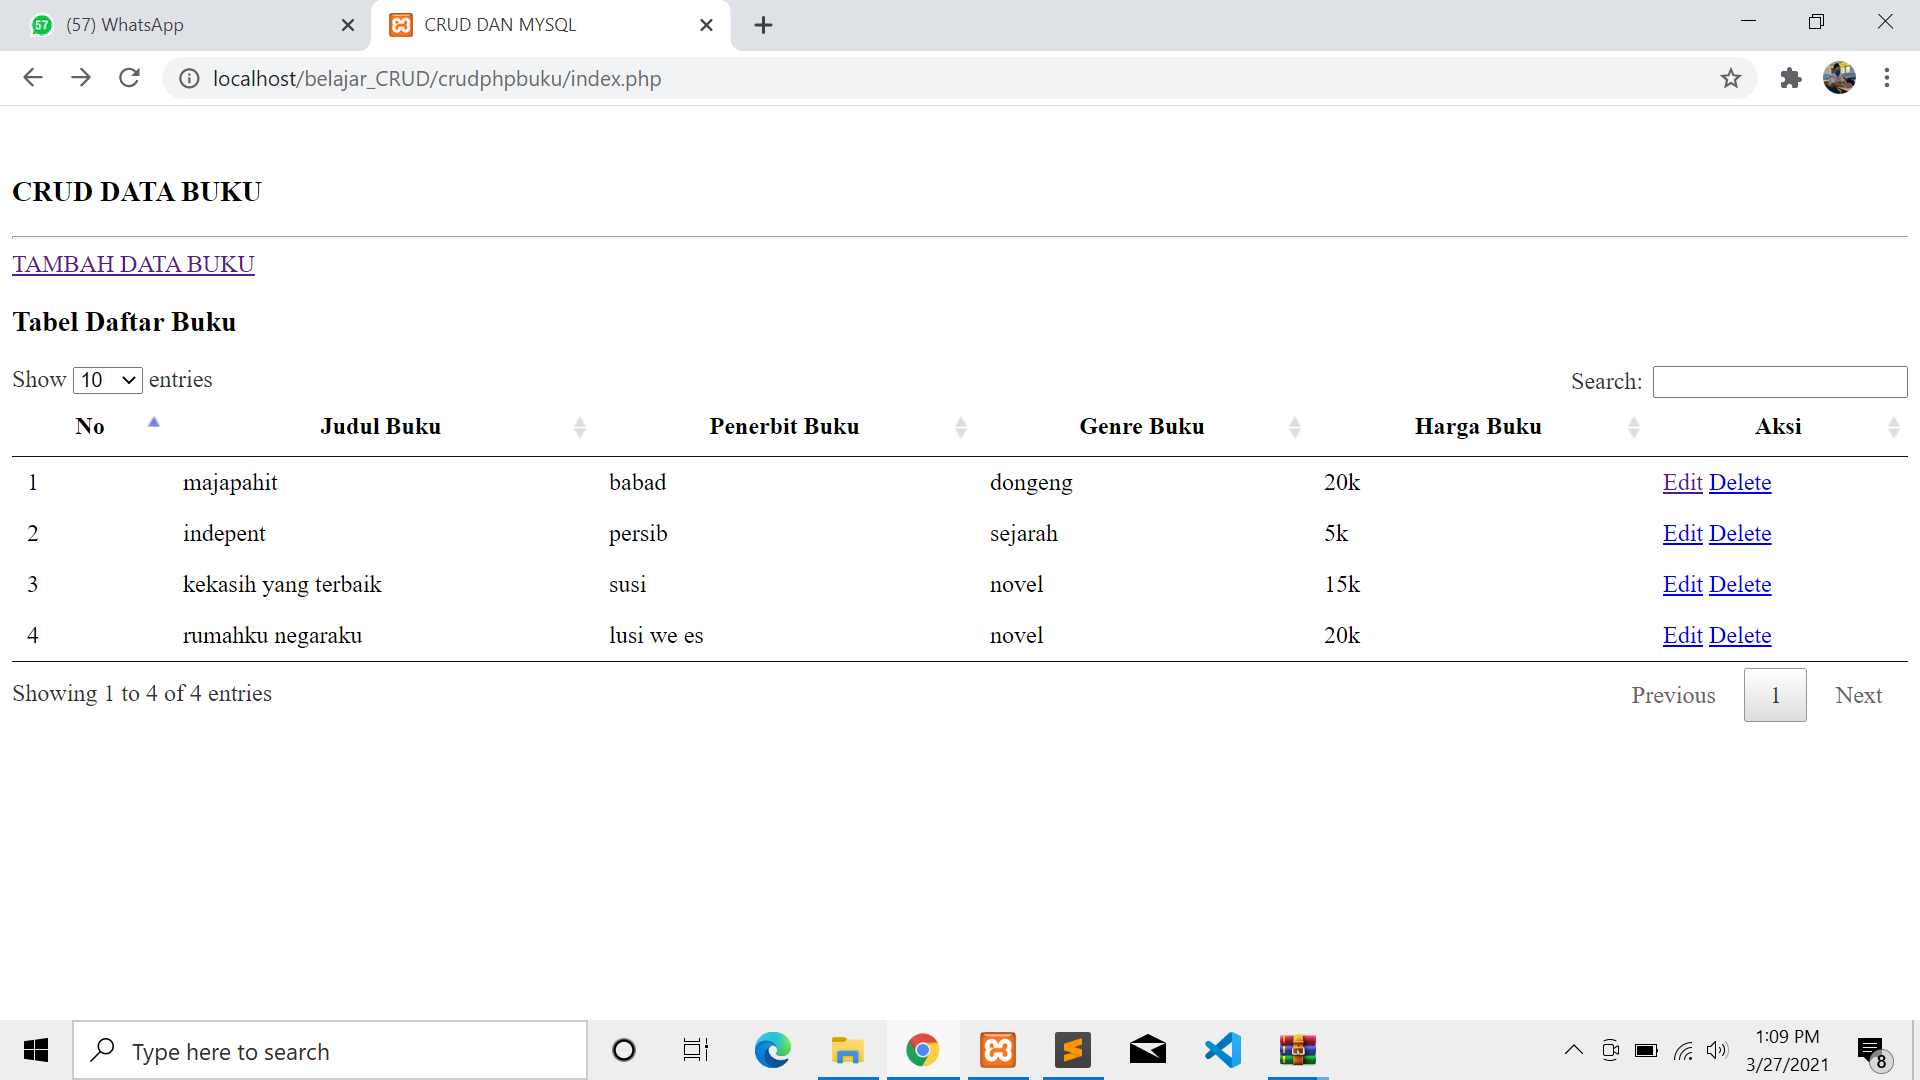 57 (57) WhatsApp CRUD DAN MYSQL
localhost/belajar_CRUD/crudphpbuku/index.php
CRUD DATA BUKU
TAMBAH DATA BUKU
Tabel Daftar Buku
Show 10 entries Search:
No Judul Buku Penerbit Buku Genre Buku Harga Buku Aksi
1 majapahit babad dongeng 20k Edit Delete
2 indepent persib sejarah 5k Edit Delete
3 kekasih yang terbaik susi novel 15k Edit Delete
4 rumahku negaraku lusi we es novel 20k Edit Delete
Showing 1 to 4 of 4 entries Previous 1 Next
Type here to search 1:09 PM
3/27/2021 8